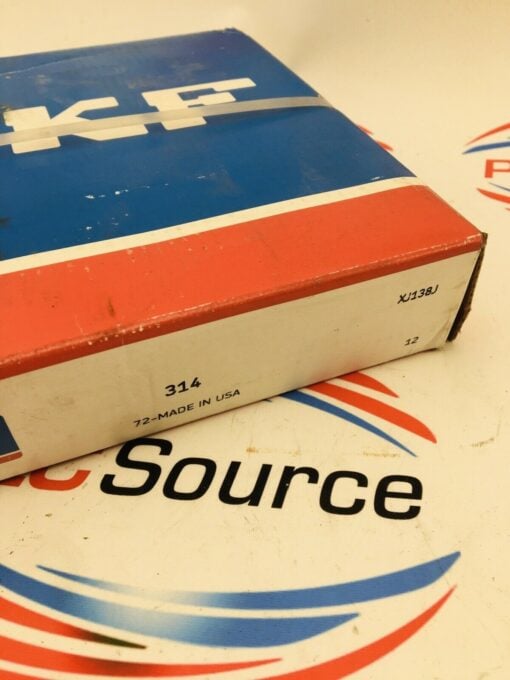 KF
P
XJ138J
12
314
72-MADE IN USA
Source